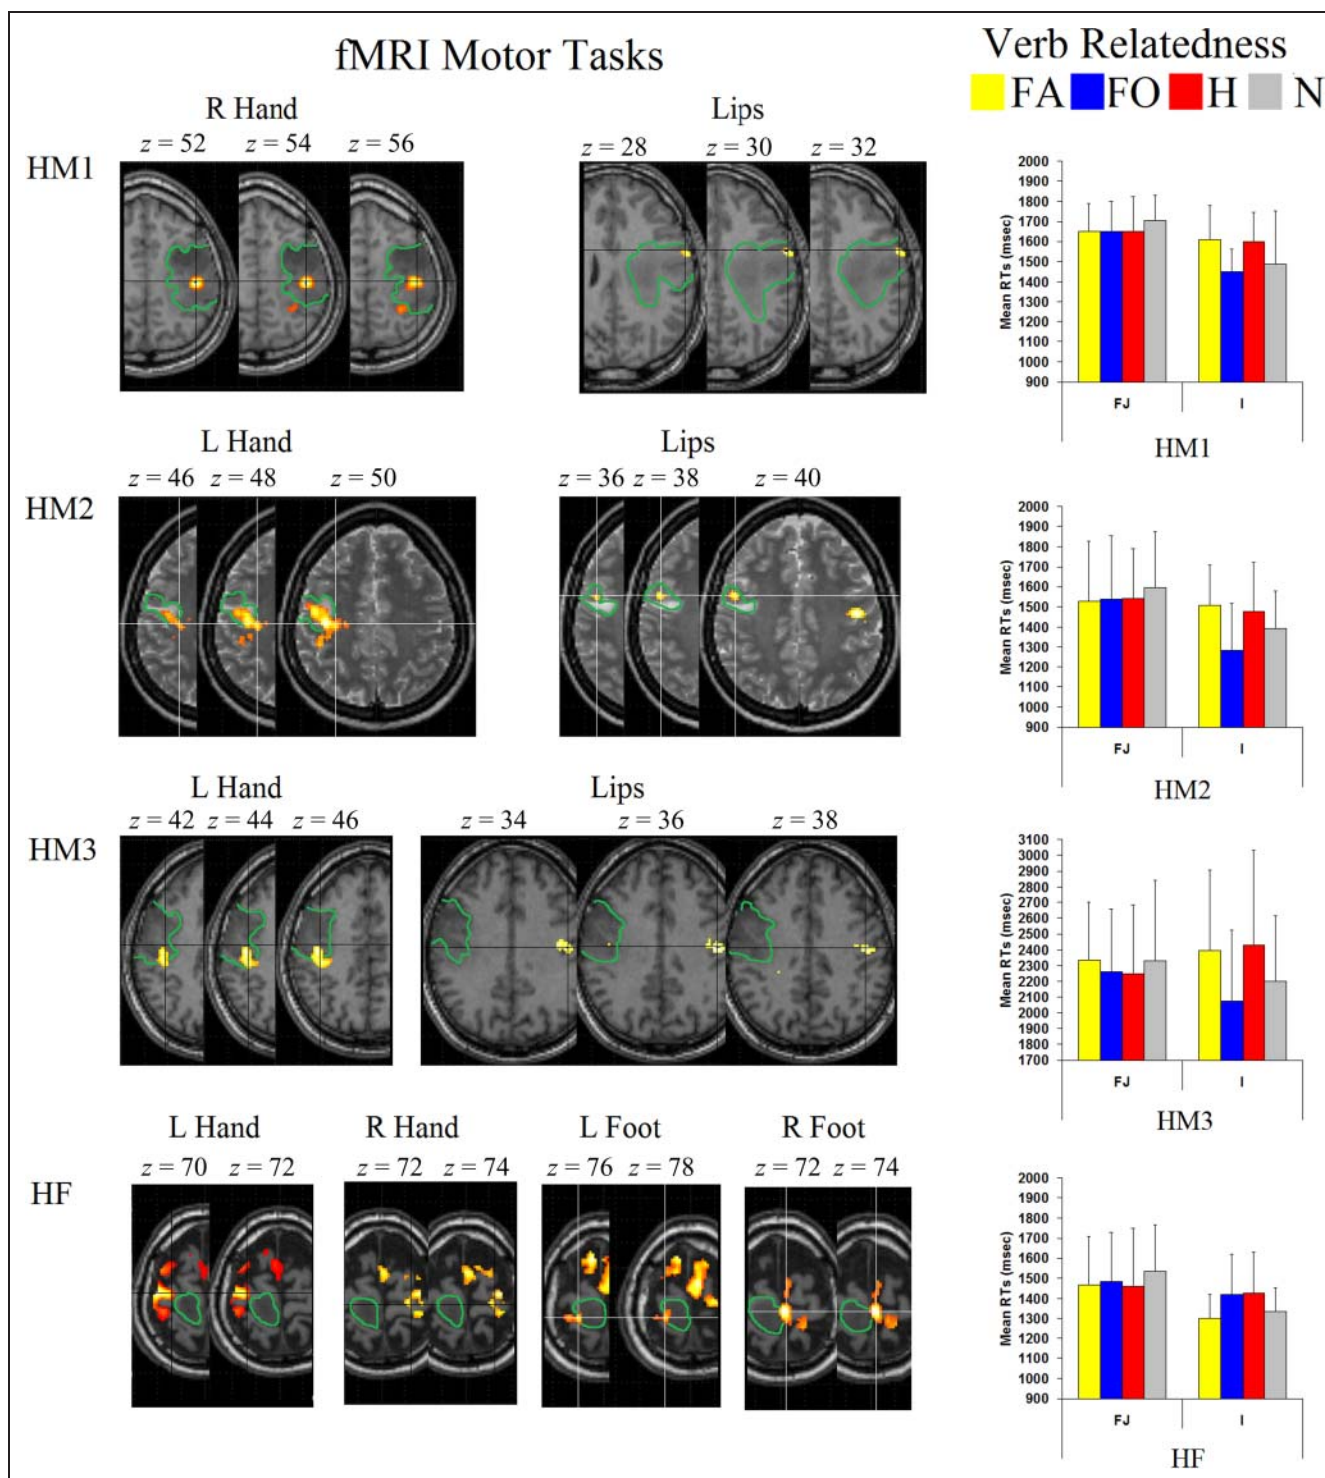 fMRI Motor Tasks
Verb Relatedness
FA FO H N
HM1
R Hand
z = 52 z = 54 z = 56
Lips
z = 28 z = 30 z = 32
Mean RTs (msec)
2000
1900
1800
1700
1600
1500
1400
1300
1200
1100
1000
900
FJ I
HM1
HM2
L Hand
z = 46 z = 48 z = 50
Lips
z = 36 z = 38 z = 40
Mean RTs (msec)
2000
1900
1800
1700
1600
1500
1400
1300
1200
1100
1000
900
FJ I
HM2
HM3
L Hand
z = 42 z = 44 z = 46
Lips
z = 34 z = 36 z = 38
Mean RTs (msec)
3100
3000
2900
2800
2700
2600
2500
2400
2300
2200
2100
2000
1900
1800
1700
FJ I
HM3
HF
L Hand
z = 70 z = 72
R Hand
z = 72 z = 74
L Foot
z = 76 z = 78
R Foot
z = 72 z = 74
Mean RTs (msec)
2000
1900
1800
1700
1600
1500
1400
1300
1200
1100
1000
900
FJ I
HF